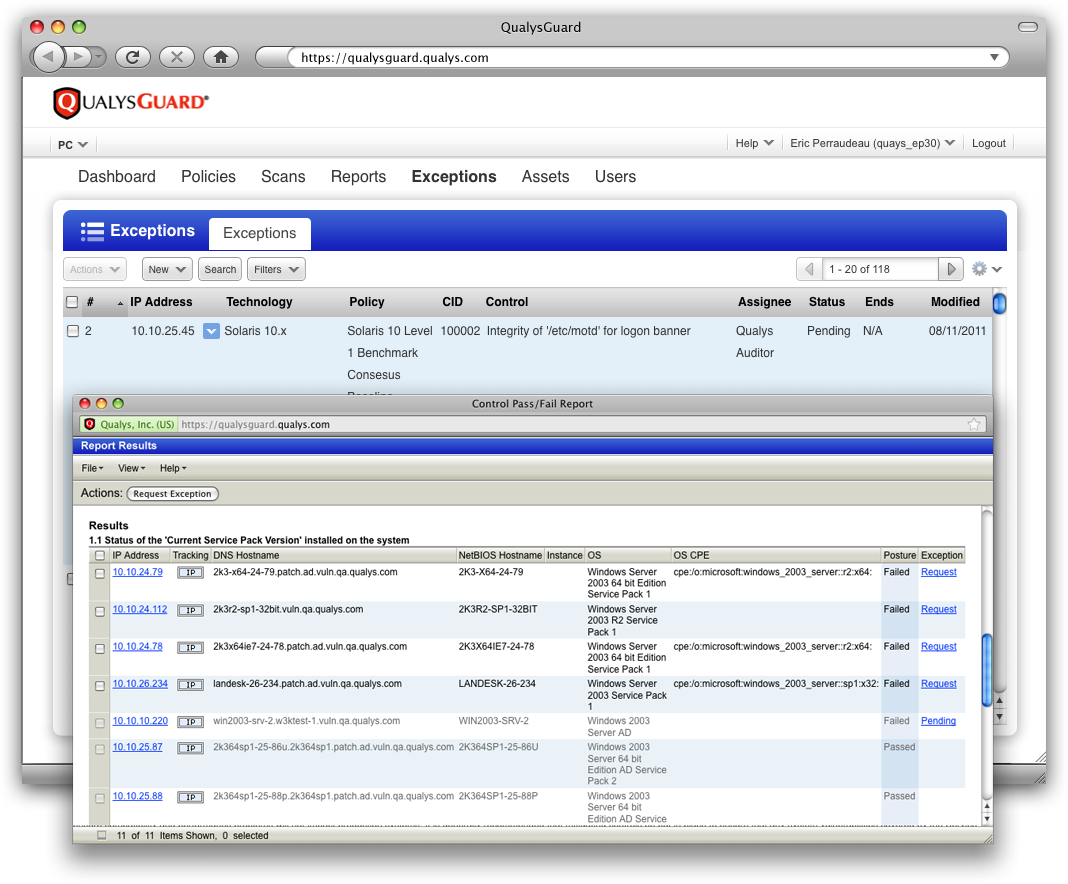 QualysGuard
https://qualysguard.qualys.com
QUALYSGUARD®
PC
Help Eric Perraudeau (quays_ep30) Logout
Dashboard Policies Scans Reports Exceptions Assets Users
Exceptions Exceptions
Actions New Search Filters 1 - 20 of 118
# IP Address Technology Policy CID Control Assignee Status Ends Modified
2 10.10.25.45 Solaris 10.x Solaris 10 Level 100002 Integrity of '/etc/motd' for logon banner Qualys Pending N/A 08/11/2011
1 Benchmark Auditor
Consesus
Control Pass/Fail Report
Qualys, Inc. (US) https://qualysguard.qualys.com
Report Results
File View Help
Actions: Request Exception
Results
1.1 Status of the 'Current Service Pack Version' installed on the system
IP Address Tracking DNS Hostname NetBIOS Hostname Instance OS OS CPE Posture Exception
10.10.24.79 IP 2k3-x64-24-79.patch.ad.vuln.qa.qualys.com 2K3-X64-24-79 Windows Server cpe:/o:microsoft:windows_2003_server::r2:x64: Failed Request
2003 64 bit Edition
Service Pack 1
10.10.24.112 IP 2k3r2-sp1-32bit.vuln.qa.qualys.com 2K3R2-SP1-32BIT Windows Server Failed Request
2003 R2 Service
Pack 1
10.10.24.78 IP 2k3x64ie7-24-78.patch.ad.vuln.qa.qualys.com 2K3X64IE7-24-78 Windows Server cpe:/o:microsoft:windows_2003_server::r2:x64: Failed Request
2003 64 bit Edition
Service Pack 1
10.10.26.234 IP landesk-26-234.patch.ad.vuln.qa.qualys.com LANDESK-26-234 Windows Server cpe:/o:microsoft:windows_2003_server::sp1:x32: Failed Request
2003 Service Pack
1
10.10.10.220 IP win2003-srv-2.w3ktest-1.vuln.qa.qualys.com WIN2003-SRV-2 Windows 2003 Failed Pending
Server AD
10.10.25.87 IP 2k364sp1-25-86u.2k364sp1.patch.ad.vuln.qa.qualys.com 2K364SP1-25-86U Windows 2003 Passed
Server 64 bit
Edition AD Service
Pack 2
10.10.25.88 IP 2k364sp1-25-88p.2k364sp1.patch.ad.vuln.qa.qualys.com 2K364SP1-25-88P Windows 2003 Passed
Server 64 bit
Edition AD Service
11 of 11 Items Shown, 0 selected